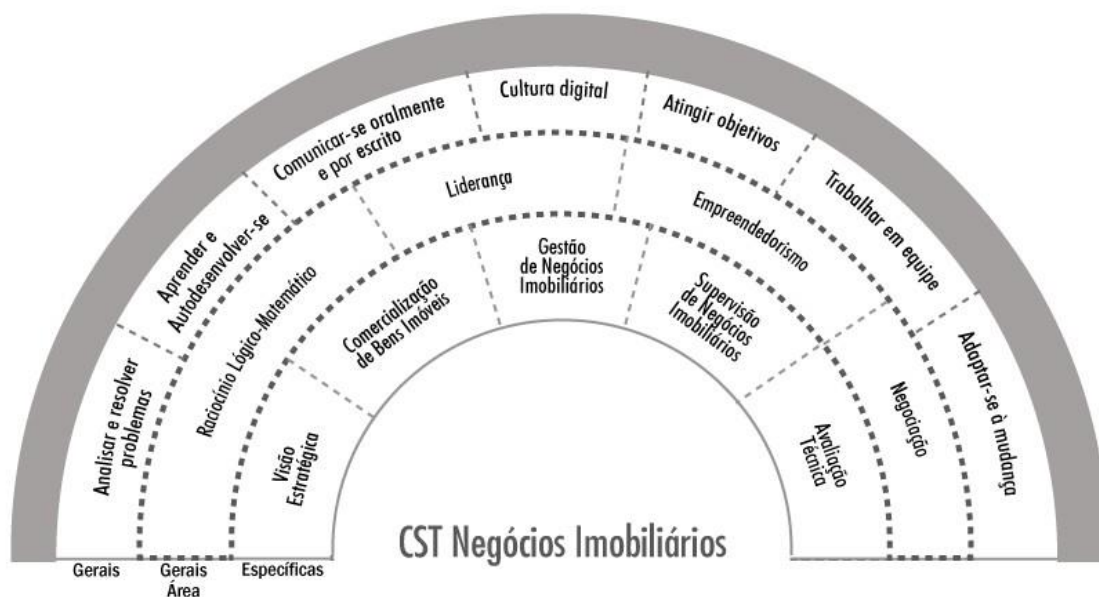 Analisar e resolver
problemas
Aprender e
Autodesenvolver-se
Comunicar-se oralmente
e por escrito
Cultura digital
Atingir objetivos
Trabalhar em equipe
Adaptar-se à mudança
Raciocínio Lógico-Matemático
Liderança
Empreendedorismo
Negociação
Visão
Estratégica
Comercialização
de Bens Imóveis
Gestão
de Negócios
Imobiliários
Supervisão
de Negócios
Imobiliários
Avaliação
Técnica
CST Negócios Imobiliários
Gerais
Gerais
Área
Específicas